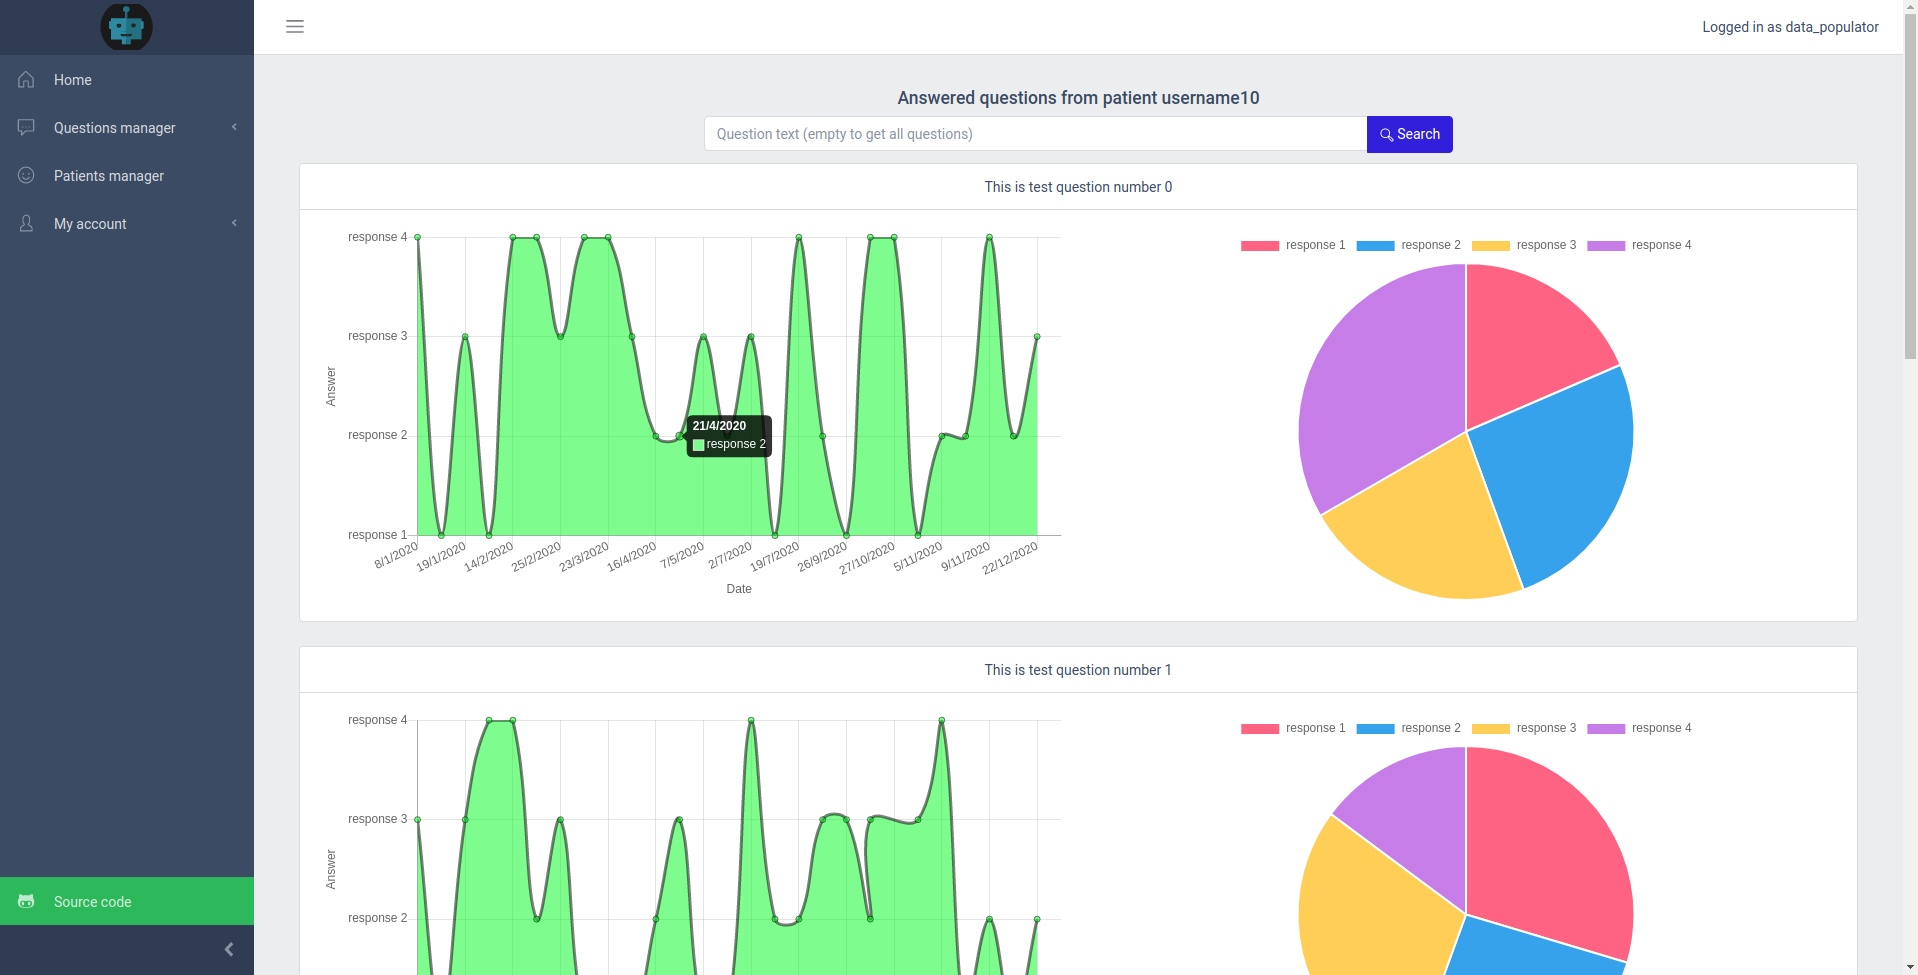 Logged in as data_populator
Home
Questions manager
Patients manager
My account
Source code
Answered questions from patient username10
Question text (empty to get all questions)
Search
This is test question number 0
response 4
response 3
response 2
response 1
Answer
21/4/2020
response 2
8/1/2020 19/1/2020 14/2/2020 25/2/2020 23/3/2020 16/4/2020 7/5/2020 2/7/2020 19/7/2020 26/9/2020 27/10/2020 5/11/2020 9/11/2020 22/12/2020
Date
response 1 response 2 response 3 response 4
This is test question number 1
response 4
response 3
response 2
Answer
response 1 response 2 response 3 response 4